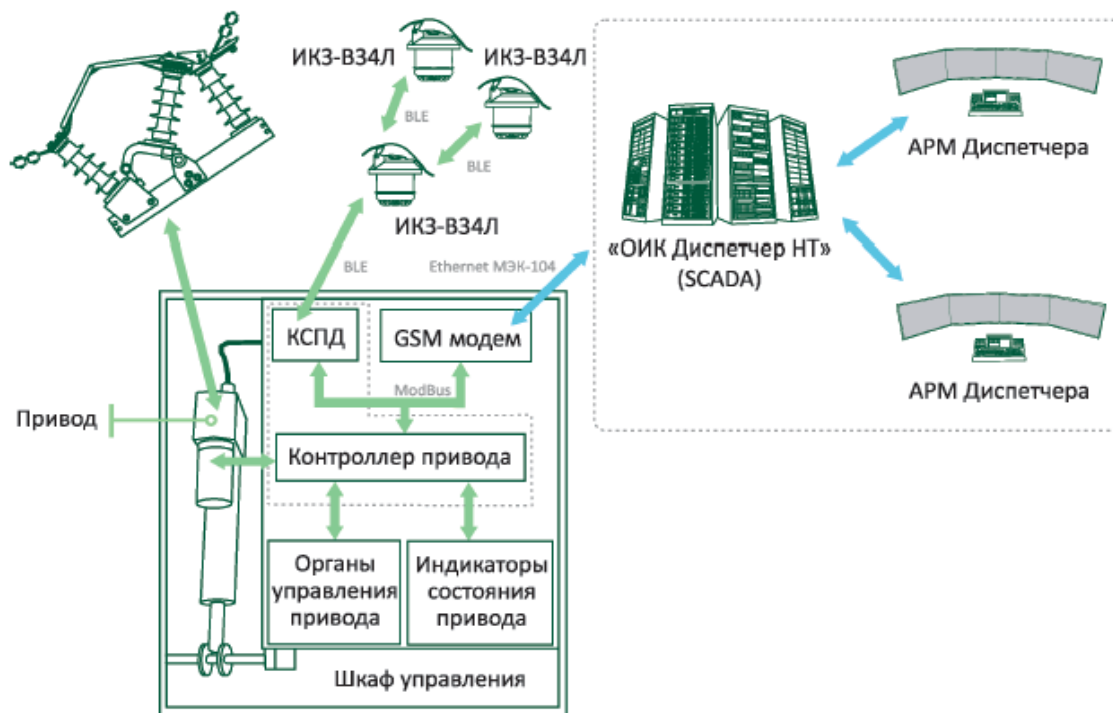 ИКЗ-В34Л
ИКЗ-В34Л
BLE
BLE
ИКЗ-В34Л
BLE
Ethernet МЭК-104
«ОИК Диспетчер НТ»
(SCADA)
АРМ Диспетчера
АРМ Диспетчера
КСПД
GSM модем
ModBus
Привод
Контроллер привода
Органы
управления
привода
Индикаторы
состояния
привода
Шкаф управления